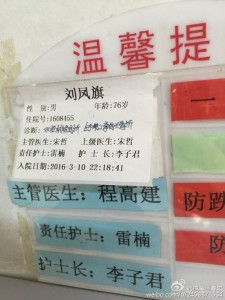 温馨提
刘凤旗
性 别:男 年龄:76岁
住院号:1608455
诊断:
主管医生:宋哲 上级医生:宋哲
责任护士:雷楠 护 士 长:李子君
入院日期:2016-3-10 22:18:41
一
主管医生:程高建
防跌
责任护士:雷楠
护士长:李子君
防